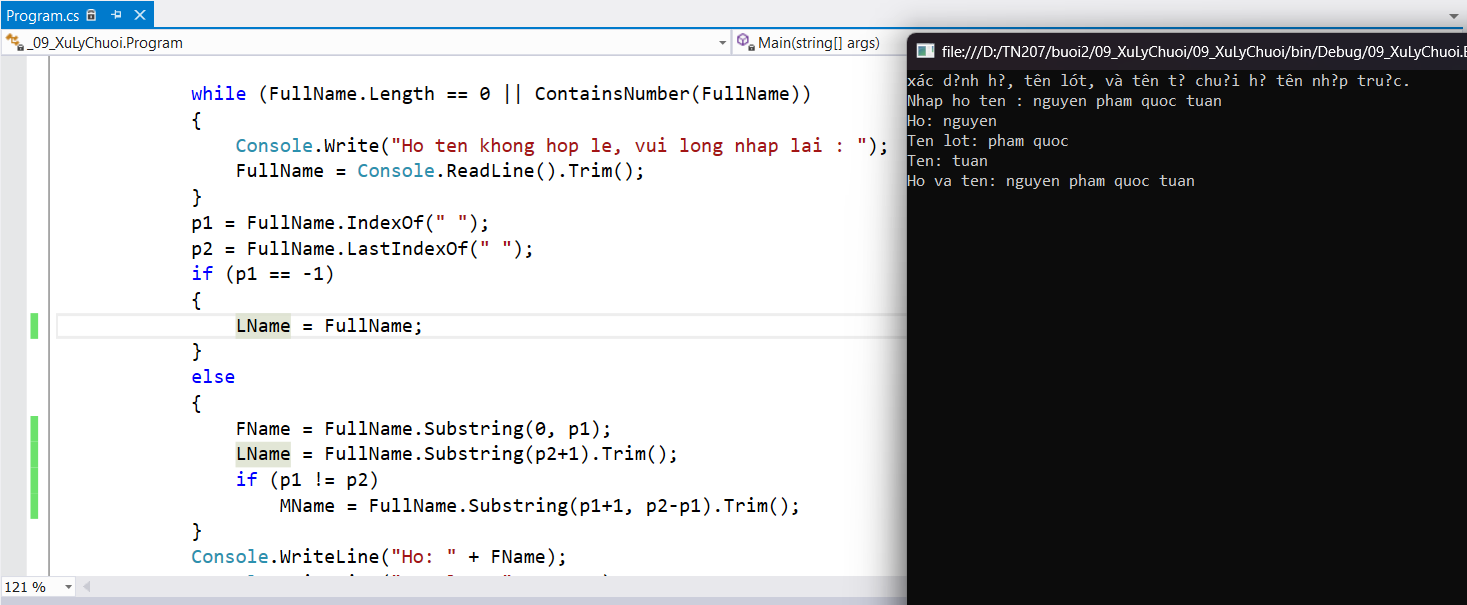 Program.cs
_09_XuLyChuoi.Program
Main(string[] args)
while (FullName.Length == 0 || ContainsNumber(FullName))
{
Console.Write("Ho ten khong hop le, vui long nhap lai : ");
FullName = Console.ReadLine().Trim();
}
p1 = FullName.IndexOf(" ");
p2 = FullName.LastIndexOf(" ");
if (p1 == -1)
{
LName = FullName;
}
else
{
FName = FullName.Substring(0, p1);
LName = FullName.Substring(p2+1).Trim();
if (p1 != p2)
MName = FullName.Substring(p1+1, p2-p1).Trim();
}
Console.WriteLine("Ho: " + FName);
121 %
file:///D:/TN207/buoi2/09_XuLyChuoi/09_XuLyChuoi/bin/Debug/09_XuLyChuoi.E
xác d?nh h?, tên lót, và tên t? chu?i h? tên nh?p tru?c.
Nhap ho ten : nguyen pham quoc tuan
Ho: nguyen
Ten lot: pham quoc
Ten: tuan
Ho va ten: nguyen pham quoc tuan